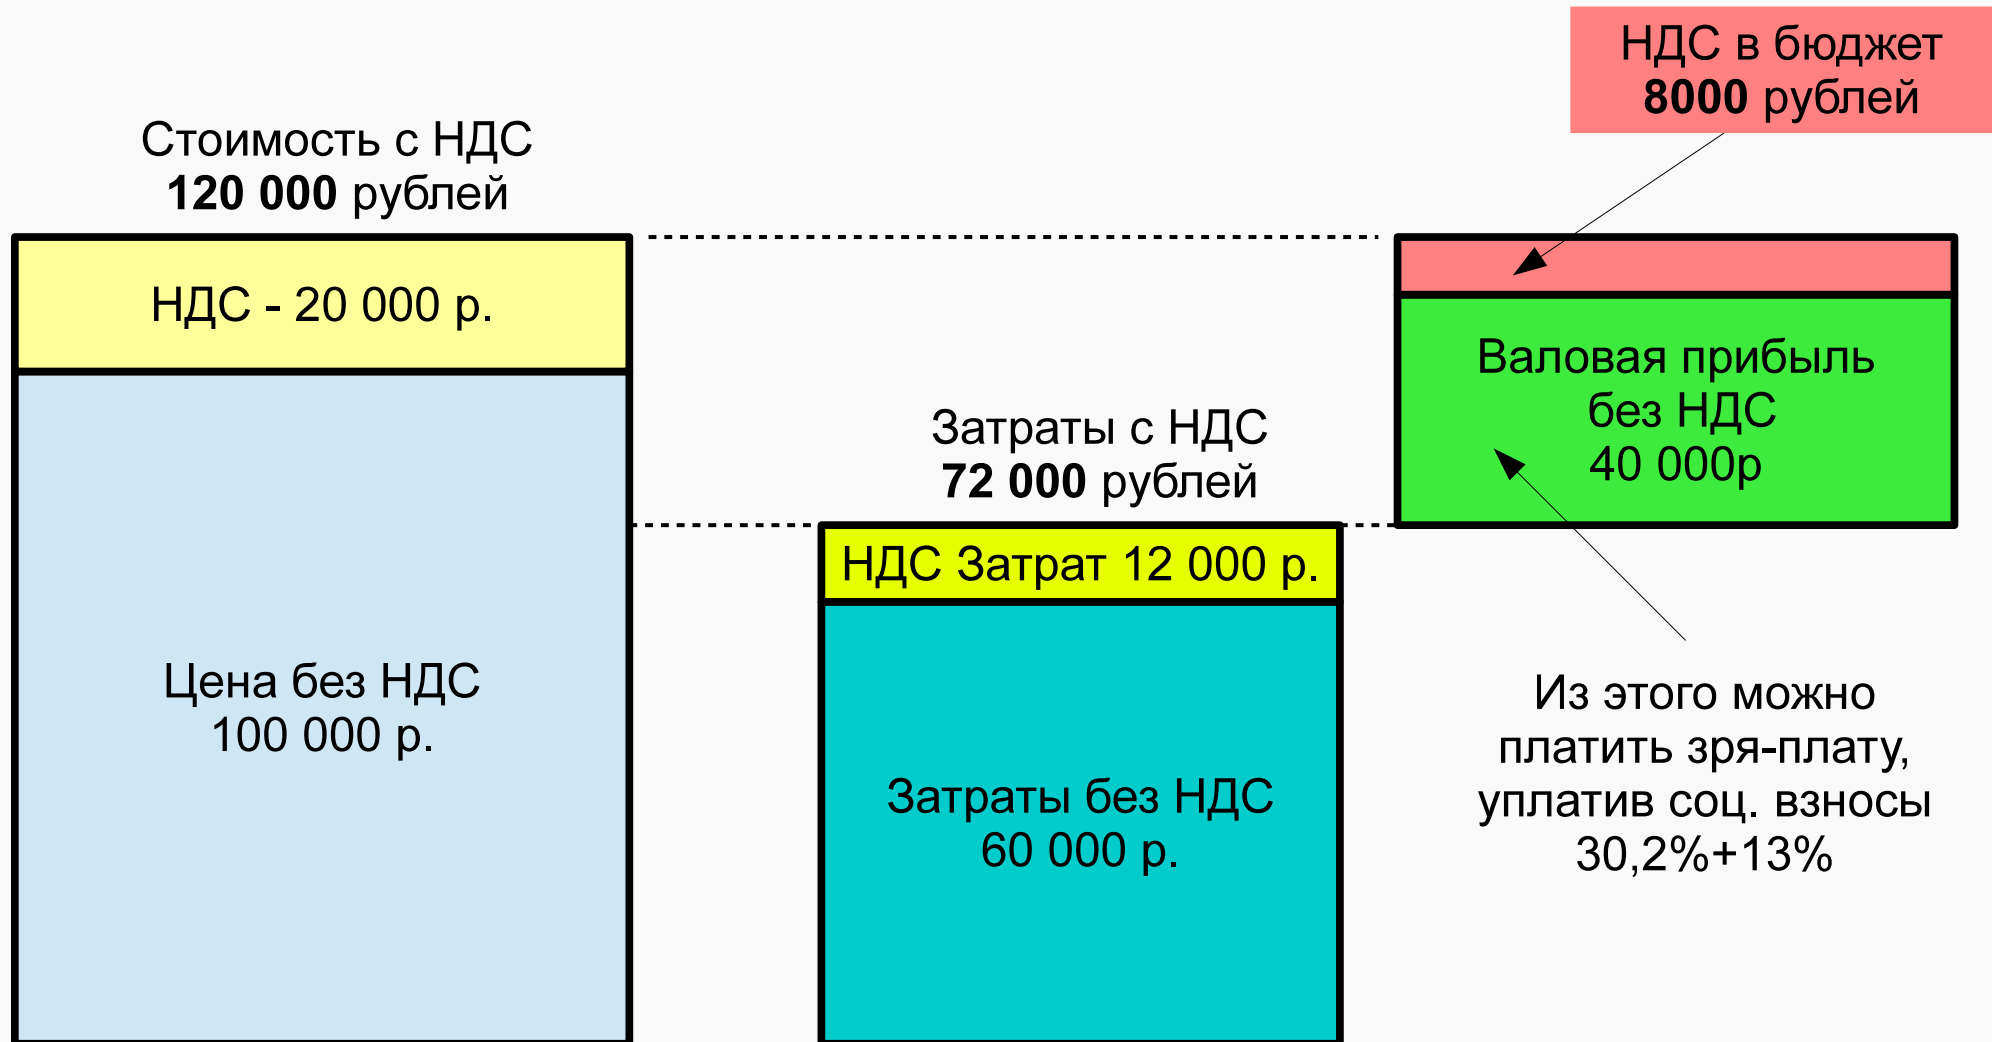 НДС в бюджет
8000 рублей
Стоимость с НДС
120 000 рублей
НДС - 20 000 р.
Цена без НДС
100 000 р.
Затраты с НДС
72 000 рублей
НДС Затрат 12 000 р.
Затраты без НДС
60 000 р.
Валовая прибыль
без НДС
40 000р
Из этого можно
платить зря-плату,
уплатив соц. взносы
30,2%+13%